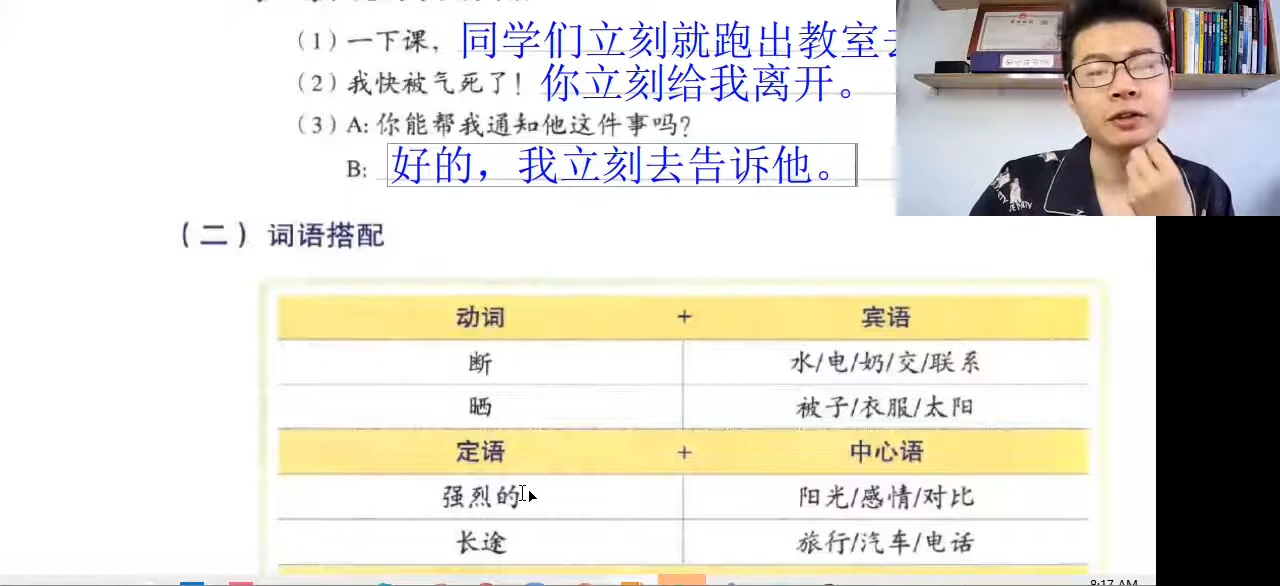 (1)一下课，同学们立刻就跑出教室
(2)我快被气死了！你立刻给我离开。
(3)A: 你能帮我通知他这件事吗？
B: 好的，我立刻去告诉他。
（二）词语搭配
动词 + 宾语
断 水/电/奶/交/联系
晒 被子/衣服/太阳
定语 + 中心语
强烈的 阳光/感情/对比
长途 旅行/汽车/电话
8:17 AM